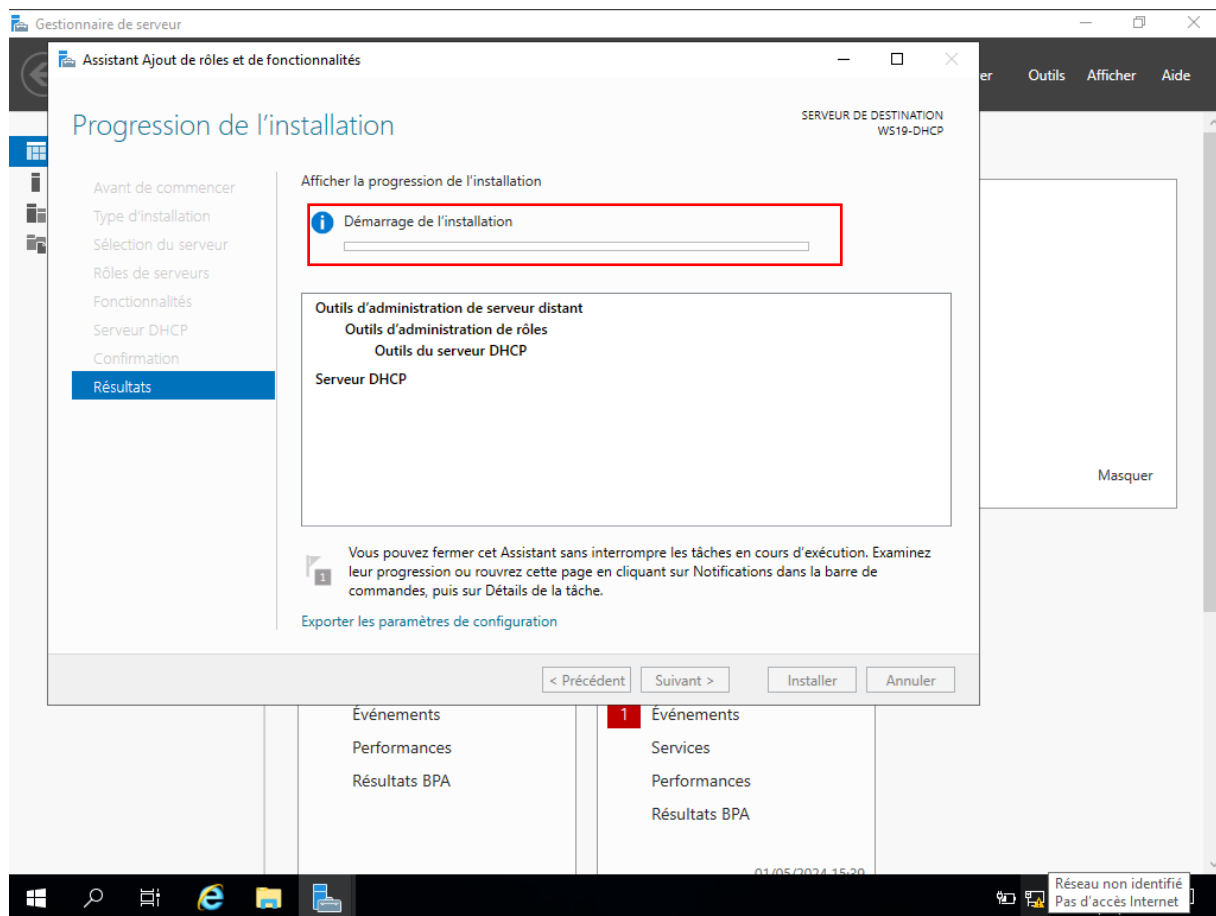 Gestionnaire de serveur
Assistant Ajout de rôles et de fonctionnalités
Outils Afficher Aide
Progression de l'installation
SERVEUR DE DESTINATION
WS19-DHCP
Avant de commencer
Type d'installation
Sélection du serveur
Rôles de serveurs
Fonctionnalités
Serveur DHCP
Confirmation
Résultats
Afficher la progression de l'installation
Démarrage de l'installation
Outils d'administration de serveur distant
Outils d'administration de rôles
Outils du serveur DHCP
Serveur DHCP
Vous pouvez fermer cet Assistant sans interrompre les tâches en cours d'exécution. Examinez
leur progression ou rouvrez cette page en cliquant sur Notifications dans la barre de
commandes, puis sur Détails de la tâche.
1
Exporter les paramètres de configuration
Masquer
< Précédent Suivant > Installer Annuler
Événements
Performances
Résultats BPA
1 Événements
Services
Performances
Résultats BPA
01/05/2024 15:39
Réseau non identifié
Pas d'accès Internet